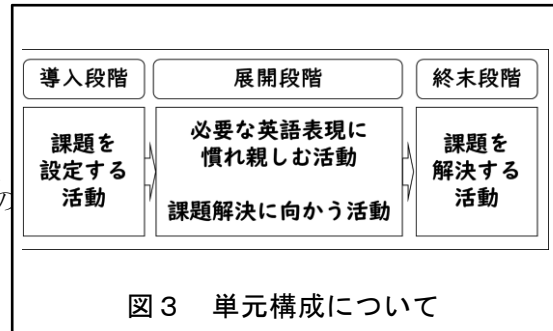 導入段階
展開段階
終末段階
課題を
設定する
活動
必要な英語表現に
慣れ親しむ活動
課題解決に向かう活動
課題を
解決する
活動
の
図３　単元構成について